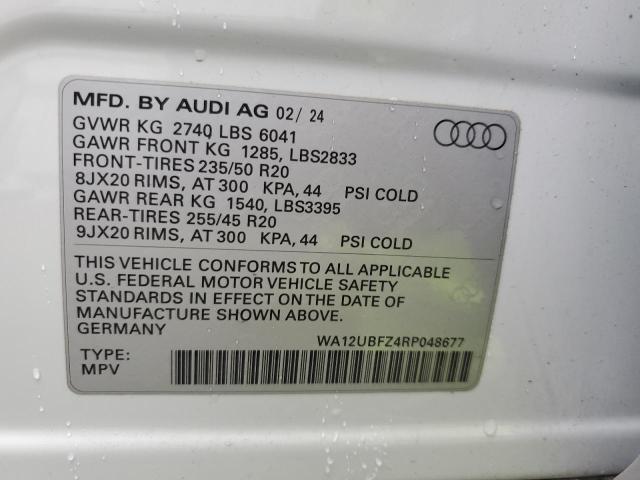 MFD. BY AUDI AG 02/ 24
GVWR KG 2740 LBS 6041
GAWR FRONT KG 1285, LBS2833
FRONT-TIRES 235/50 R20
8JX20 RIMS, AT 300 KPA, 44 PSI COLD
GAWR REAR KG 1540, LBS3395
REAR-TIRES 255/45 R20
9JX20 RIMS, AT 300 KPA, 44 PSI COLD
THIS VEHICLE CONFORMS TO ALL APPLICABLE
U.S. FEDERAL MOTOR VEHICLE SAFETY
STANDARDS IN EFFECT ON THE DATE OF
MANUFACTURE SHOWN ABOVE.
GERMANY
WA12UBFZ4RP048677
TYPE:
MPV